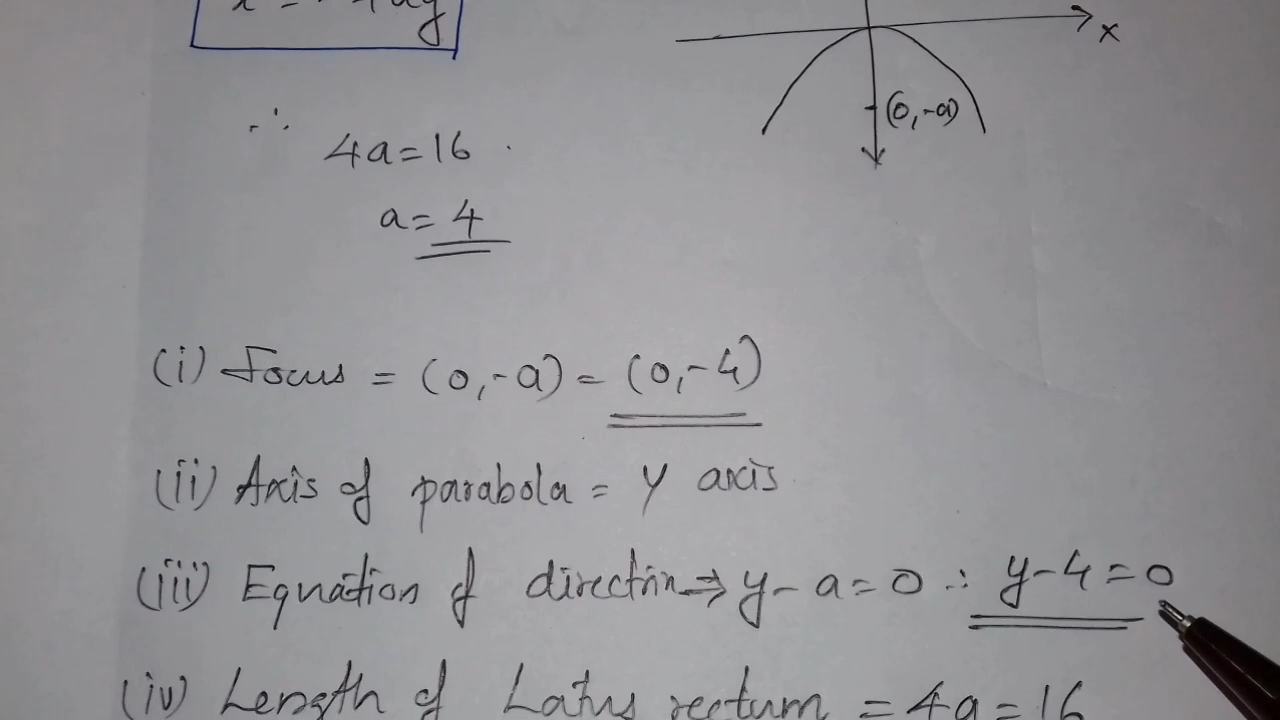 x
(0,-a)
∴ 4a=16
a=4
(i) Focus = (0,-a) = (0,-4)
(ii) Axis of parabola = Y axis
(iii) Equation of directrix⇒ y-a=0 ∴ y-4=0
(iv) Length of Latus rectum = 4a=16